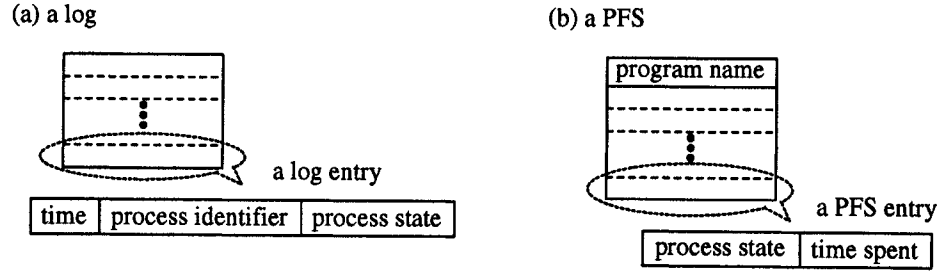 (a) a log
a log entry
time process identifier process state
(b) a PFS
program name
a PFS entry
process state time spent